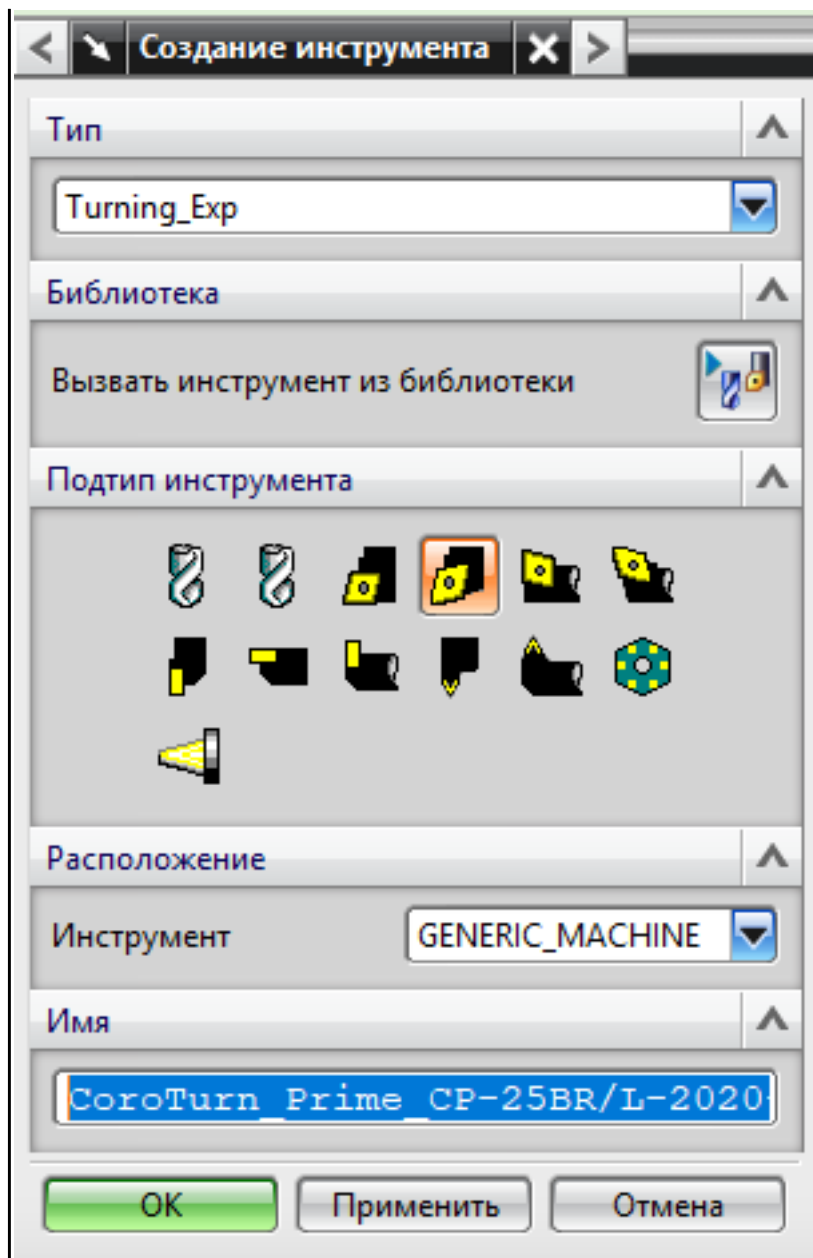 Создание инструмента
Тип
Turning_Exp
Библиотека
Вызвать инструмент из библиотеки
Подтип инструмента
Расположение
Инструмент GENERIC_MACHINE
Имя
CoroTurn_Prime_CP-25BR/L-2020
ОК Применить Отмена